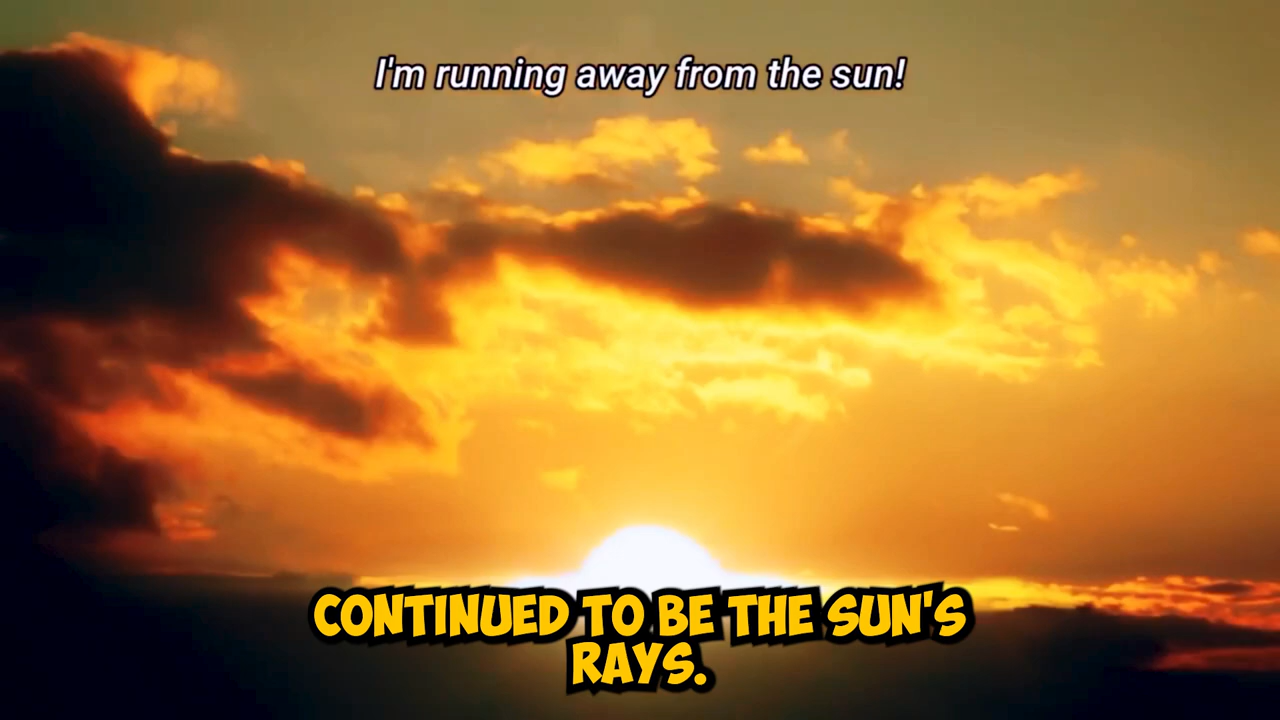 I'm running away from the sun!
CONTINUED TO BE THE SUN'S
RAYS.